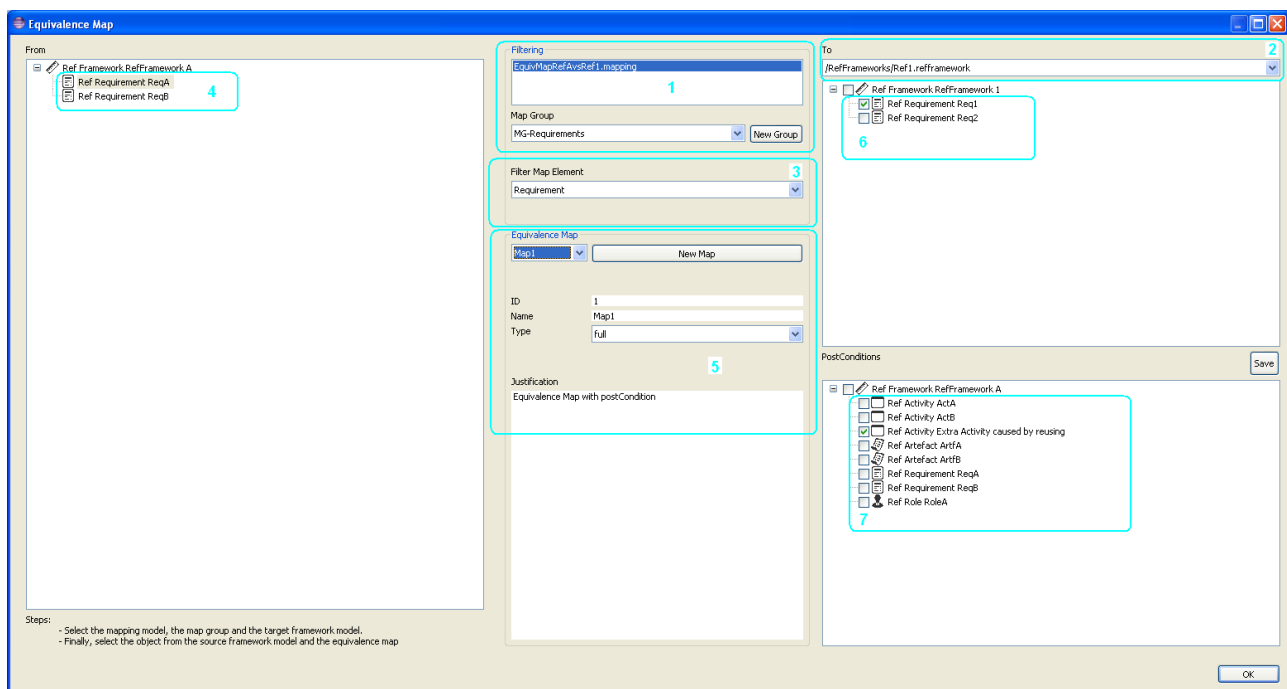 Equivalence Map
From
Ref Framework RefFramework A
Ref Requirement ReqA
Ref Requirement ReqB
4
Steps:
- Select the mapping model, the map group and the target framework model.
- Finally, select the object from the source framework model and the equivalence map
Filtering
EquivMapRefAvsRef1.mapping
1
Map Group
MG-Requirements
New Group
Filter Map Element
3
Requirement
Equivalence Map
Map1
New Map
ID
1
Name
Map1
Type
full
5
Justification
Equivalence Map with postCondition
To
2
/RefFrameworks/Ref1.refframework
Ref Framework RefFramework 1
Ref Requirement Req1
Ref Requirement Req2
6
PostConditions
Save
Ref Framework RefFramework A
Ref Activity ActA
Ref Activity ActB
Ref Activity Extra Activity caused by reusing
Ref Artefact ArtfA
Ref Artefact ArtfB
Ref Requirement ReqA
Ref Requirement ReqB
Ref Role RoleA
7
OK